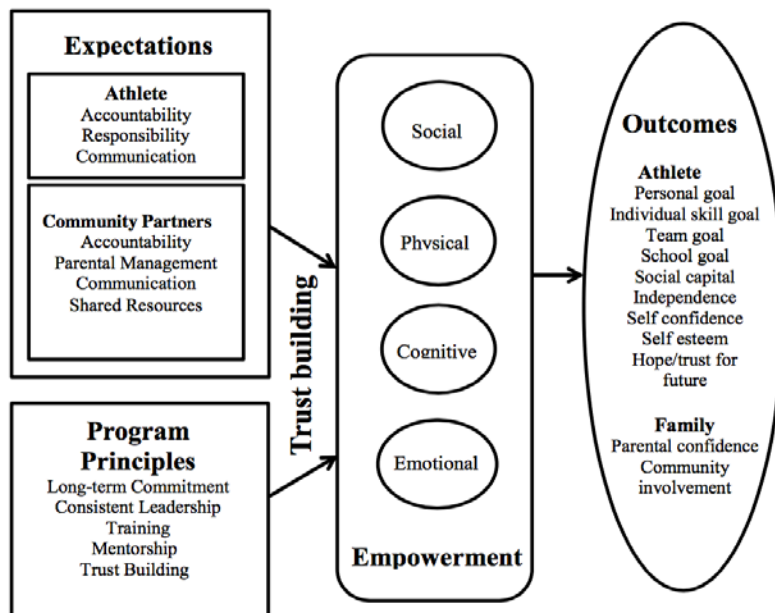 Expectations
Athlete
Accountability
Responsibility
Communication
Community Partners
Accountability
Parental Management
Communication
Shared Resources
Program
Principles
Long-term Commitment
Consistent Leadership
Training
Mentorship
Trust Building
Trust building
Social
Physical
Cognitive
Emotional
Empowerment
Outcomes
Athlete
Personal goal
Individual skill goal
Team goal
School goal
Social capital
Independence
Self confidence
Self esteem
Hope/trust for
future
Family
Parental confidence
Community
involvement